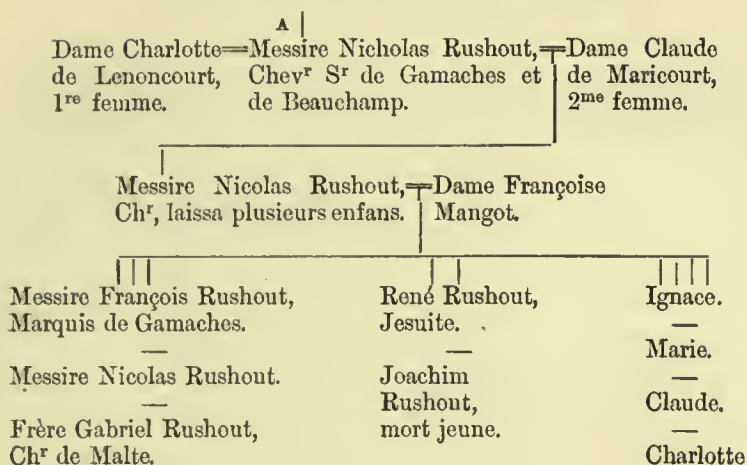 A
Dame Charlotte=Messire Nicholas Rushout,=Dame Claude
de Lenoncourt, Chevr Sr de Gamaches et de Maricourt,
1re femme. de Beauchamp. 2me femme.
Messire Nicolas Rushout,=Dame Françoise
Chr, laissa plusieurs enfans. Mangot.
Messire François Rushout, René Rushout, Ignace.
Marquis de Gamaches. Jesuite.
— — —
Marie.
Messire Nicolas Rushout. Joachim —
— Rushout, Claude.
Frère Gabriel Rushout, mort jeune. —
Chr de Malte. Charlotte